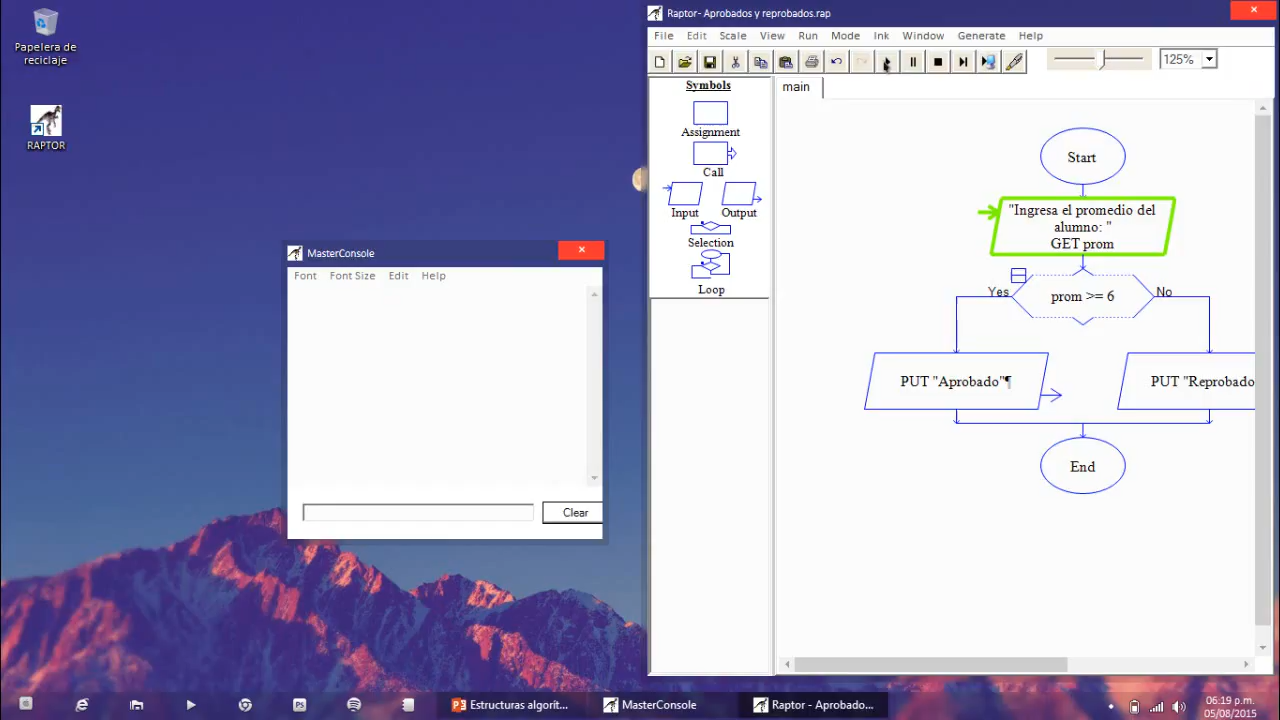 Papelera de
reciclaje
RAPTOR
Raptor- Aprobados y reprobados.rap
File Edit Scale View Run Mode Ink Window Generate Help
125%
Symbols
Assignment
Call
Input Output
Selection
Loop
main
Start
"Ingresa el promedio del
alumno: "
GET prom
Yes
prom >= 6
No
PUT "Aprobado"¶
PUT "Reprobado
End
MasterConsole
Font Font Size Edit Help
Clear
Estructuras algorít...
MasterConsole
Raptor - Aprobado...
06:19 p.m.
05/08/2015